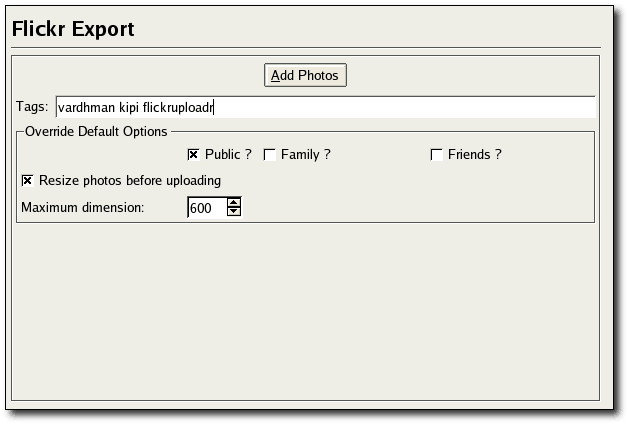 Flickr Export
Add Photos
Tags: vardhman kipi flickruploadr
Override Default Options
Public ? Family ? Friends ?
Resize photos before uploading
Maximum dimension: 600